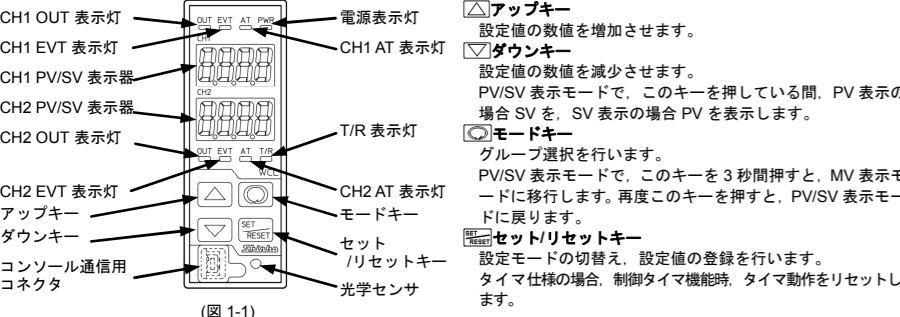 CH1 OUT 表示灯
CH1 EVT 表示灯
CH1 PV/SV 表示器
CH2 PV/SV 表示器
CH2 OUT 表示灯
CH2 EVT 表示灯
アップキー
ダウンキー
コンソール通信用
コネクタ
OUT EVT AT PWR
CH1
CH2
OUT EVT AT T/R
WCL
SET
RESET
Shinko
電源表示灯
CH1 AT 表示灯
T/R 表示灯
CH2 AT 表示灯
モードキー
セット
/リセットキー
光学センサ
(図 1-1)
△アップキー
設定値の数値を増加させます。
▽ダウンキー
設定値の数値を減少させます。
PV/SV 表示モードで，このキーを押している間，PV 表示の
場合 SV を，SV 表示の場合 PV を表示します。
モードキー
グループ選択を行います。
PV/SV 表示モードで，このキーを 3 秒間押すと，MV 表示モ
ードに移行します。再度このキーを押すと，PV/SV 表示モー
ドに戻ります。
SET RESET セット/リセットキー
設定モードの切替え，設定値の登録を行います。
タイマ仕様の場合，制御タイマ機能時，タイマ動作をリセットし
ます。